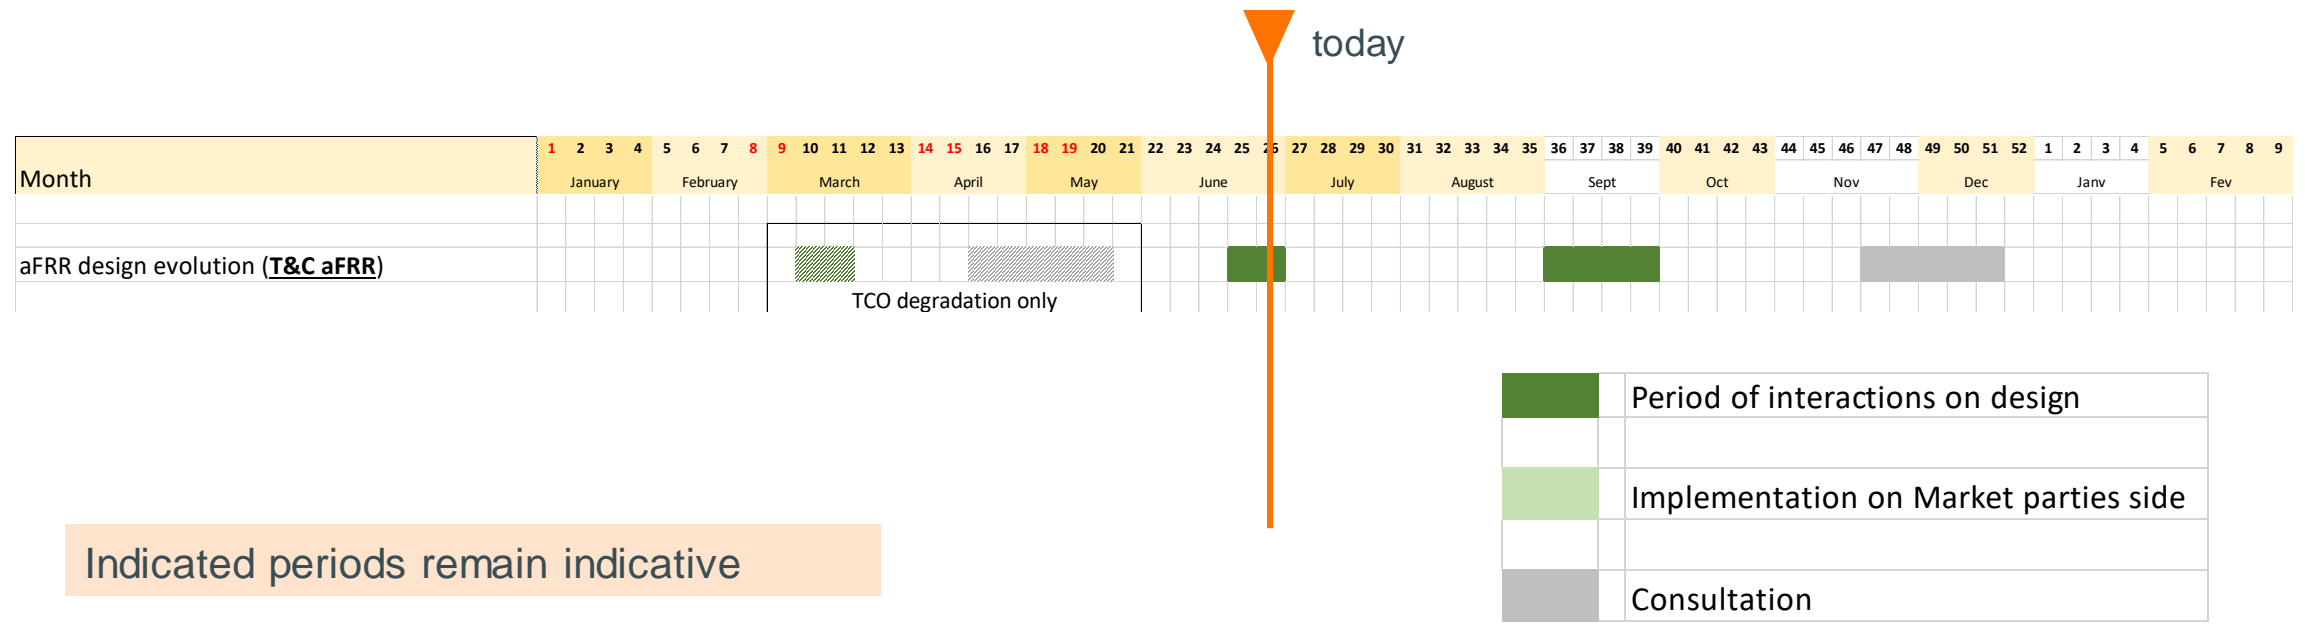 today
1 2 3 4 5 6 7 8 9 10 11 12 13 14 15 16 17 18 19 20 21 22 23 24 25 26 27 28 29 30 31 32 33 34 35 36 37 38 39 40 41 42 43 44 45 46 47 48 49 50 51 52 1 2 3 4 5 6 7 8 9
Month January February March April May June July August Sept Oct Nov Dec Janv Fev
aFRR design evolution (T&C aFRR)
TCO degradation only
Period of interactions on design
Implementation on Market parties side
Indicated periods remain indicative
Consultation